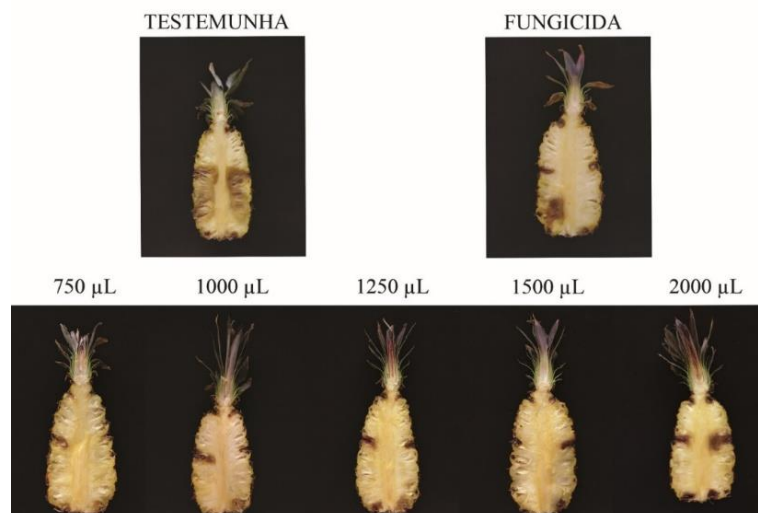 TESTEMUNHA
FUNGICIDA
750 µL
1000 µL
1250 µL
1500 µL
2000 µL